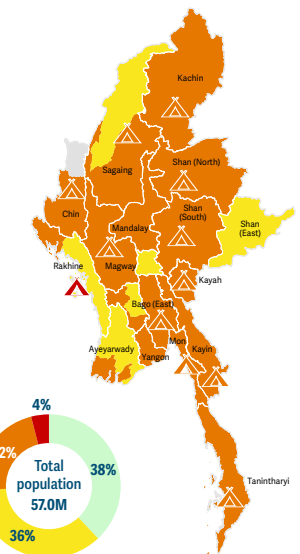 Kachin
Sagaing
Shan (North)
Chin
Mandalay
Shan
(South)
Shan
(East)
Rakhine
Magway
Kayah
Bago (East)
Ayeyarwady
Yangon
Mon
Kayin
Tanintharyi
4%
2%
38%
Total
population
57.0M
36%